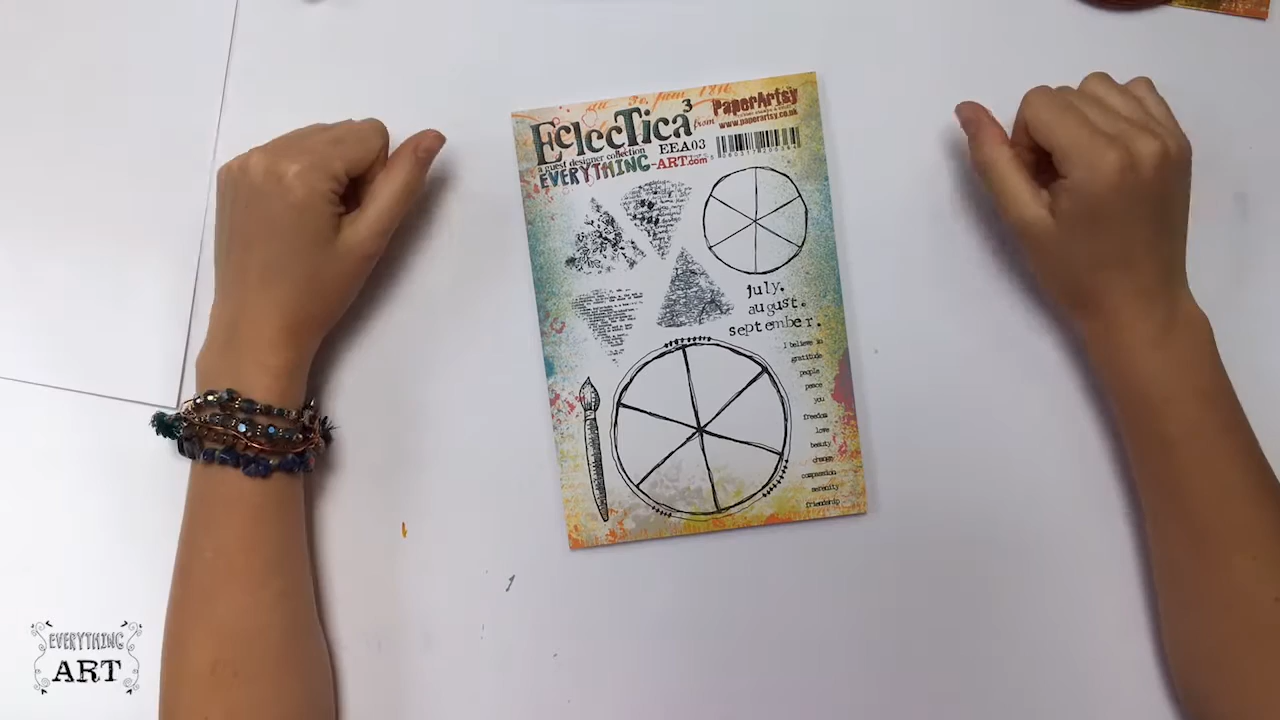 Eclectica³
from
PaperArtsy
www.paperartsy.co.uk
a guest designer collection
EEA03
EVERYTHING-ART.com
july.
august.
september.
I believe in
gratitude
people
peace
you
freedom
love
beauty
change
compassion
serenity
friendship
EVERYTHING
ART